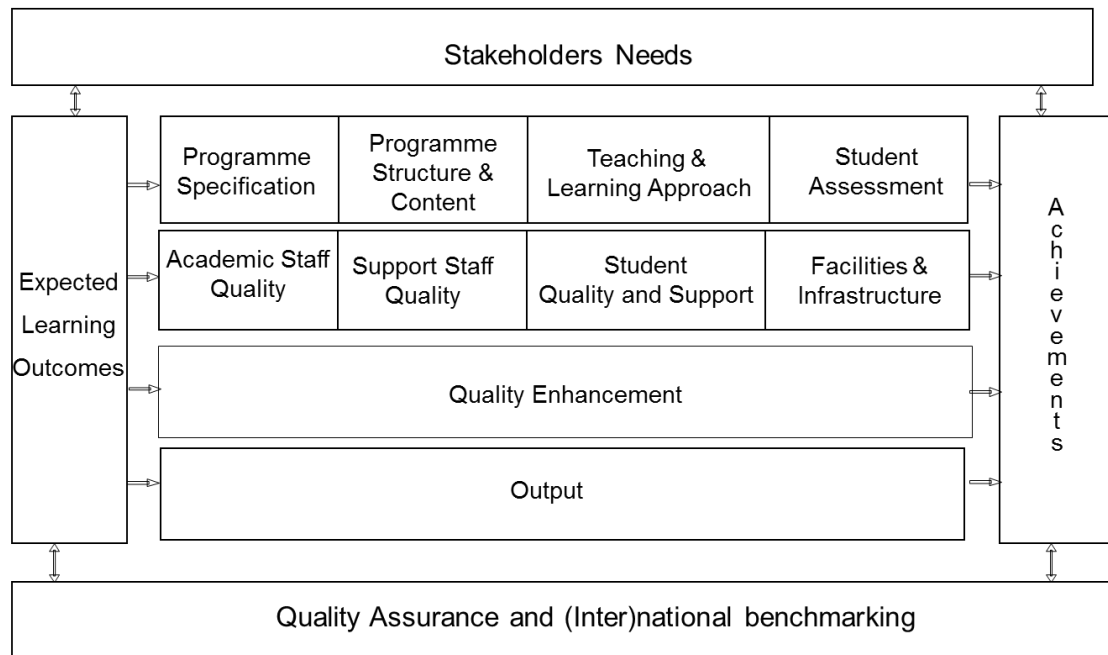 Stakeholders Needs
Programme
Specification
Programme
Structure &
Content
Teaching &
Learning Approach
Student
Assessment
Academic Staff
Quality
Support Staff
Quality
Student
Quality and Support
Facilities &
Infrastructure
Expected
Learning
Outcomes
Quality Enhancement
Output
Achievements
Quality Assurance and (Inter)national benchmarking